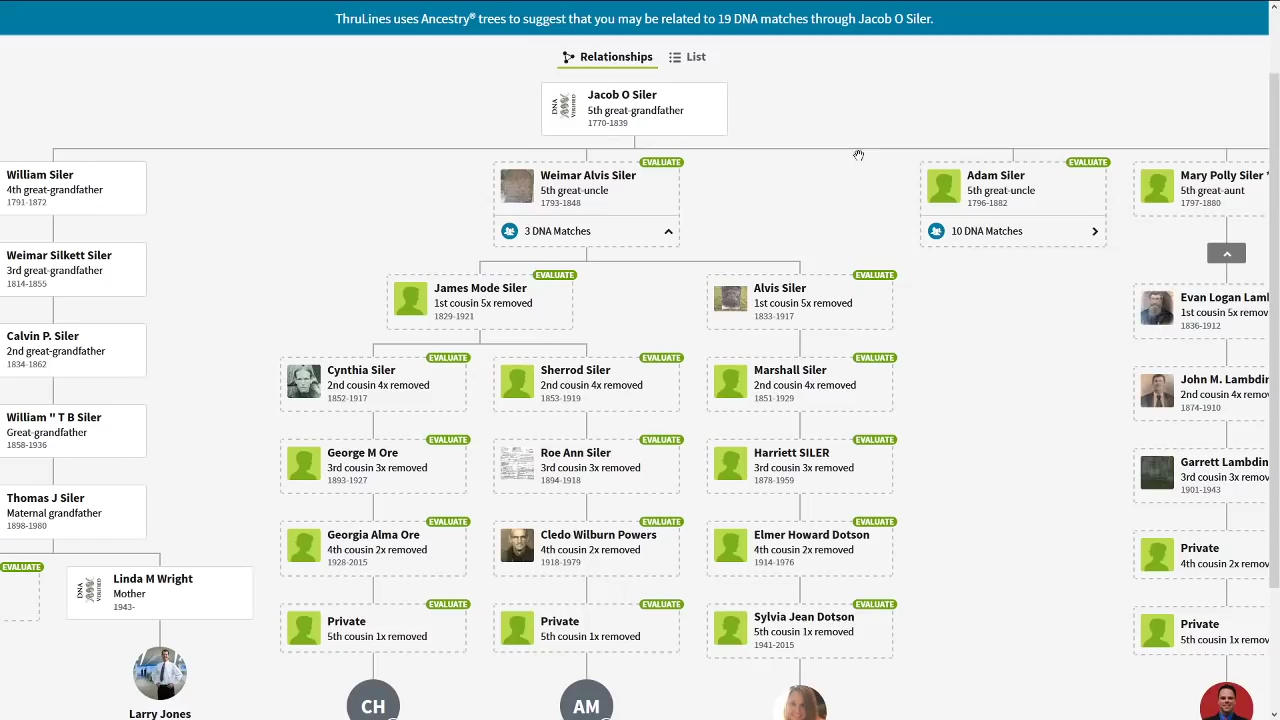 ThruLines uses Ancestry® trees to suggest that you may be related to 19 DNA matches through Jacob O Siler.
Relationships
List
DNA VERIFIED
Jacob O Siler
5th great-grandfather
1770-1839
William Siler
4th great-grandfather
1791-1872
EVALUATE
Weimar Alvis Siler
5th great-uncle
1793-1848
3 DNA Matches
EVALUATE
Adam Siler
5th great-uncle
1796-1882
10 DNA Matches
Mary Polly Siler *
5th great-aunt
1797-1880
Weimar Silkett Siler
3rd great-grandfather
1814-1855
EVALUATE
James Mode Siler
1st cousin 5x removed
1829-1921
EVALUATE
Alvis Siler
1st cousin 5x removed
1833-1917
Evan Logan Laml
1st cousin 5x remov
1836-1912
Calvin P. Siler
2nd great-grandfather
1834-1862
EVALUATE
Cynthia Siler
2nd cousin 4x removed
1852-1917
EVALUATE
Sherrod Siler
2nd cousin 4x removed
1853-1919
EVALUATE
Marshall Siler
2nd cousin 4x removed
1851-1929
John M. Lambdin
2nd cousin 4x remov
1874-1910
William " T B Siler
Great-grandfather
1858-1936
EVALUATE
George M Ore
3rd cousin 3x removed
1893-1927
EVALUATE
Roe Ann Siler
3rd cousin 3x removed
1894-1918
EVALUATE
Harriett SILER
3rd cousin 3x removed
1878-1959
Garrett Lambdin
3rd cousin 3x remov
1901-1943
Thomas J Siler
Maternal grandfather
1898-1980
EVALUATE
Georgia Alma Ore
4th cousin 2x removed
1928-2015
EVALUATE
Cledo Wilburn Powers
4th cousin 2x removed
1918-1979
EVALUATE
Elmer Howard Dotson
4th cousin 2x removed
1914-1976
Private
4th cousin 2x remov
EVALUATE
DNA VERIFIED
Linda M Wright
Mother
1943-
EVALUATE
Private
5th cousin 1x removed
EVALUATE
Private
5th cousin 1x removed
EVALUATE
Sylvia Jean Dotson
5th cousin 1x removed
1941-2015
Private
5th cousin 1x remov
Larry Jones
CH
AM